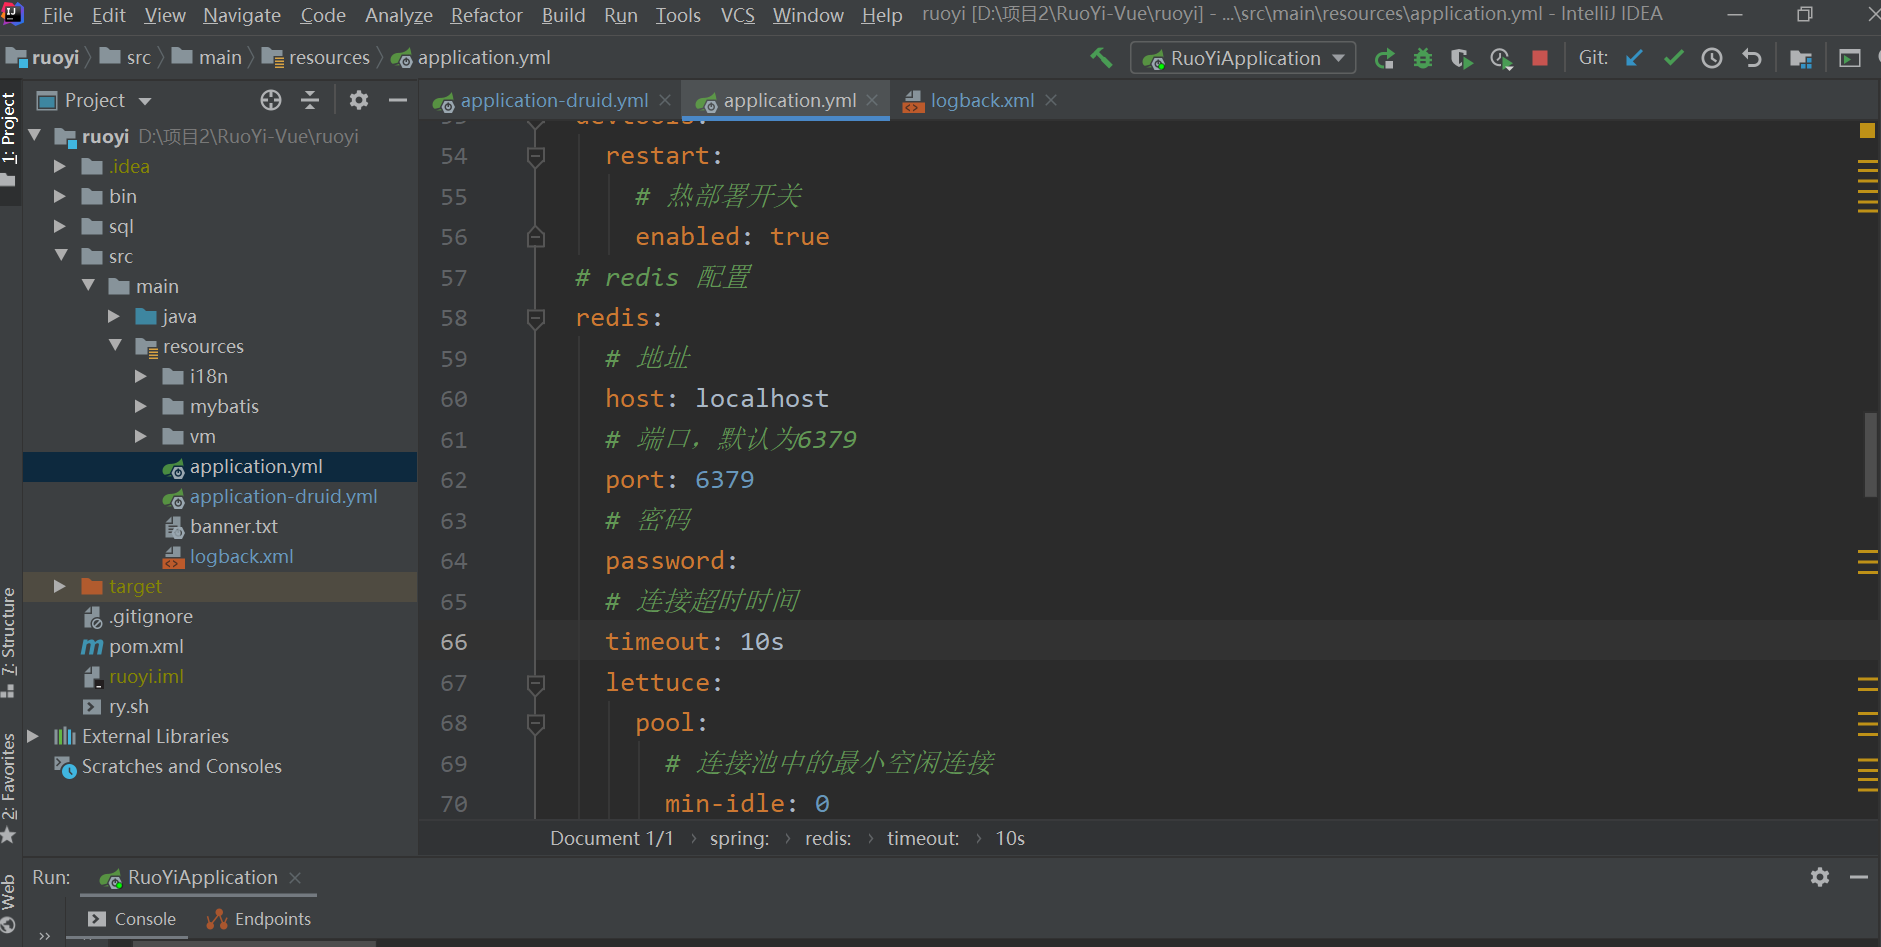 File Edit View Navigate Code Analyze Refactor Build Run Tools VCS Window Help ruoyi [D:\项目2\RuoYi-Vue\ruoyi] - ...\src\main\resources\application.yml - IntelliJ IDEA
ruoyi src main resources application.yml RuoYiApplication Git:
Project
application-druid.yml application.yml logback.xml
1: Project
7: Structure
2: Favorites
Web
ruoyi D:\项目2\RuoYi-Vue\ruoyi
.idea
bin
sql
src
main
java
resources
i18n
mybatis
vm
application.yml
application-druid.yml
banner.txt
logback.xml
target
.gitignore
pom.xml
ruoyi.iml
ry.sh
External Libraries
Scratches and Consoles
53 devtools:
54 restart:
55 # 热部署开关
56 enabled: true
57 # redis 配置
58 redis:
59 # 地址
60 host: localhost
61 # 端口，默认为6379
62 port: 6379
63 # 密码
64 password:
65 # 连接超时时间
66 timeout: 10s
67 lettuce:
68 pool:
69 # 连接池中的最小空闲连接
70 min-idle: 0
Document 1/1 › spring: › redis: › timeout: › 10s
Run: RuoYiApplication
Console Endpoints